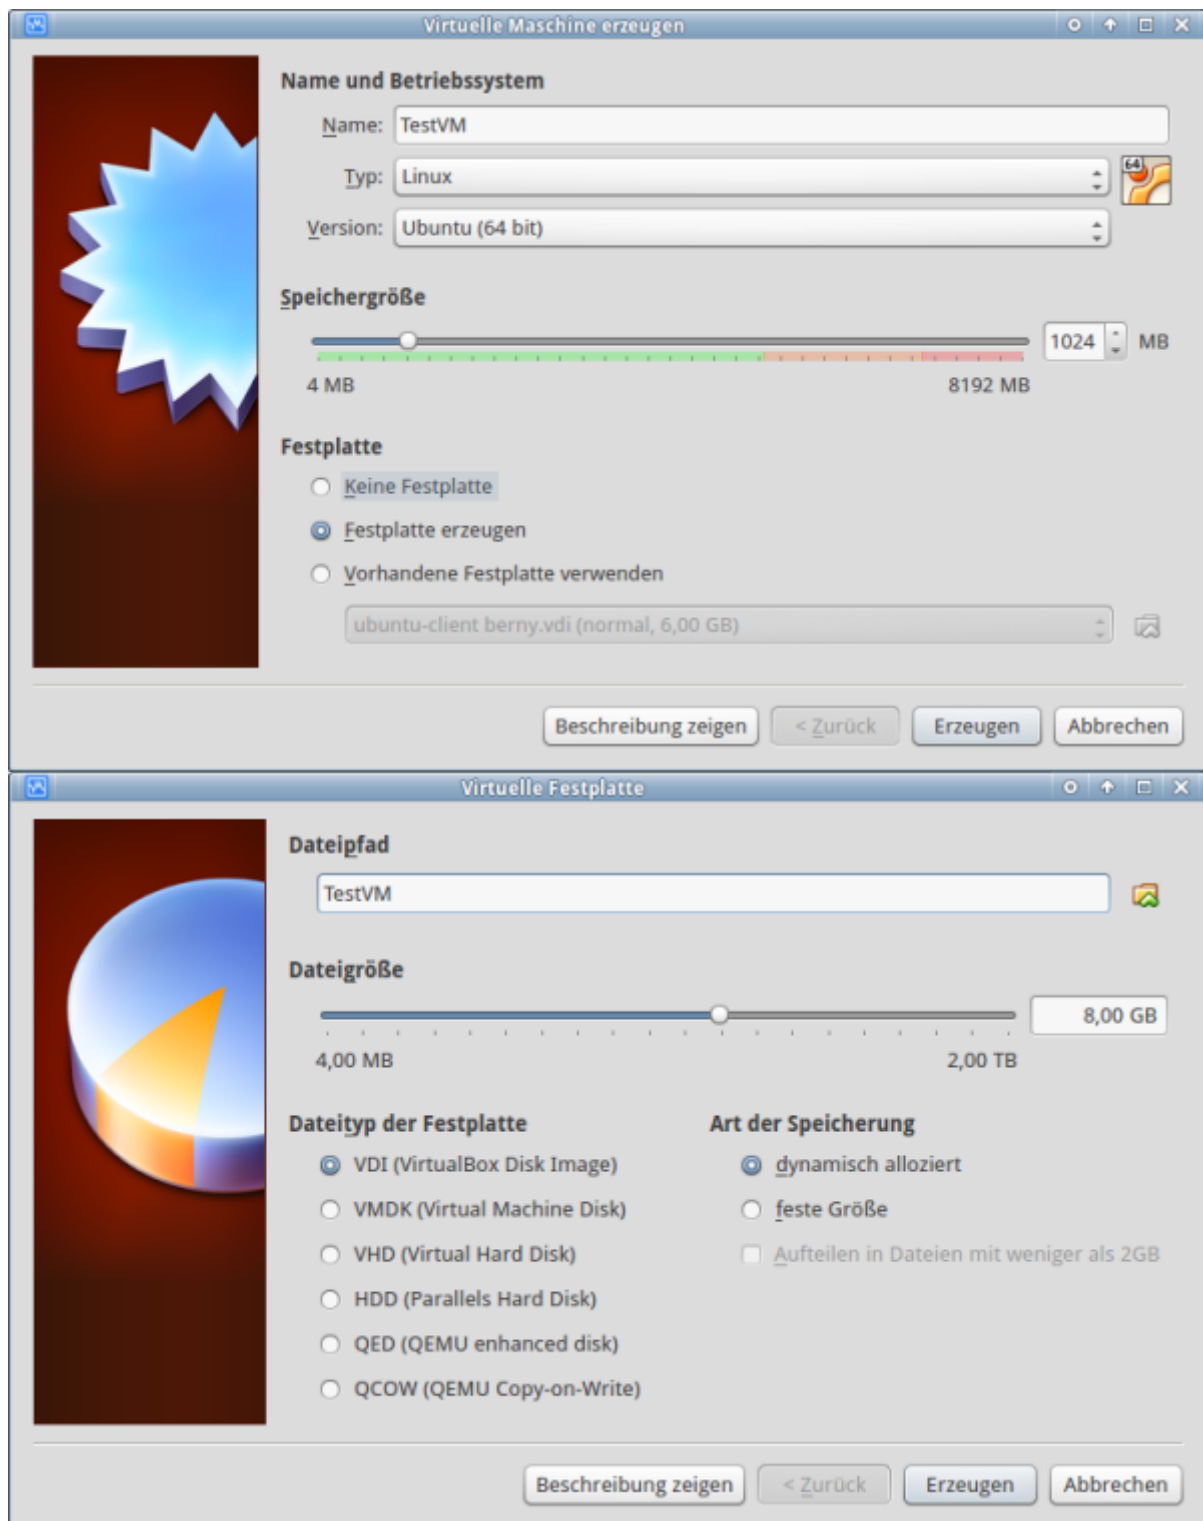 Virtuelle Maschine erzeugen
Name und Betriebssystem
Name: TestVM
Typ: Linux
64
Version: Ubuntu (64 bit)
Speichergröße
1024 MB
4 MB 8192 MB
Festplatte
Keine Festplatte
Festplatte erzeugen
Vorhandene Festplatte verwenden
ubuntu-client berny.vdi (normal, 6,00 GB)
Beschreibung zeigen < Zurück Erzeugen Abbrechen
Virtuelle Festplatte
Dateipfad
TestVM
Dateigröße
8,00 GB
4,00 MB 2,00 TB
Dateityp der Festplatte Art der Speicherung
VDI (VirtualBox Disk Image) dynamisch alloziert
VMDK (Virtual Machine Disk) feste Größe
VHD (Virtual Hard Disk) Aufteilen in Dateien mit weniger als 2GB
HDD (Parallels Hard Disk)
QED (QEMU enhanced disk)
QCOW (QEMU Copy-on-Write)
Beschreibung zeigen < Zurück Erzeugen Abbrechen